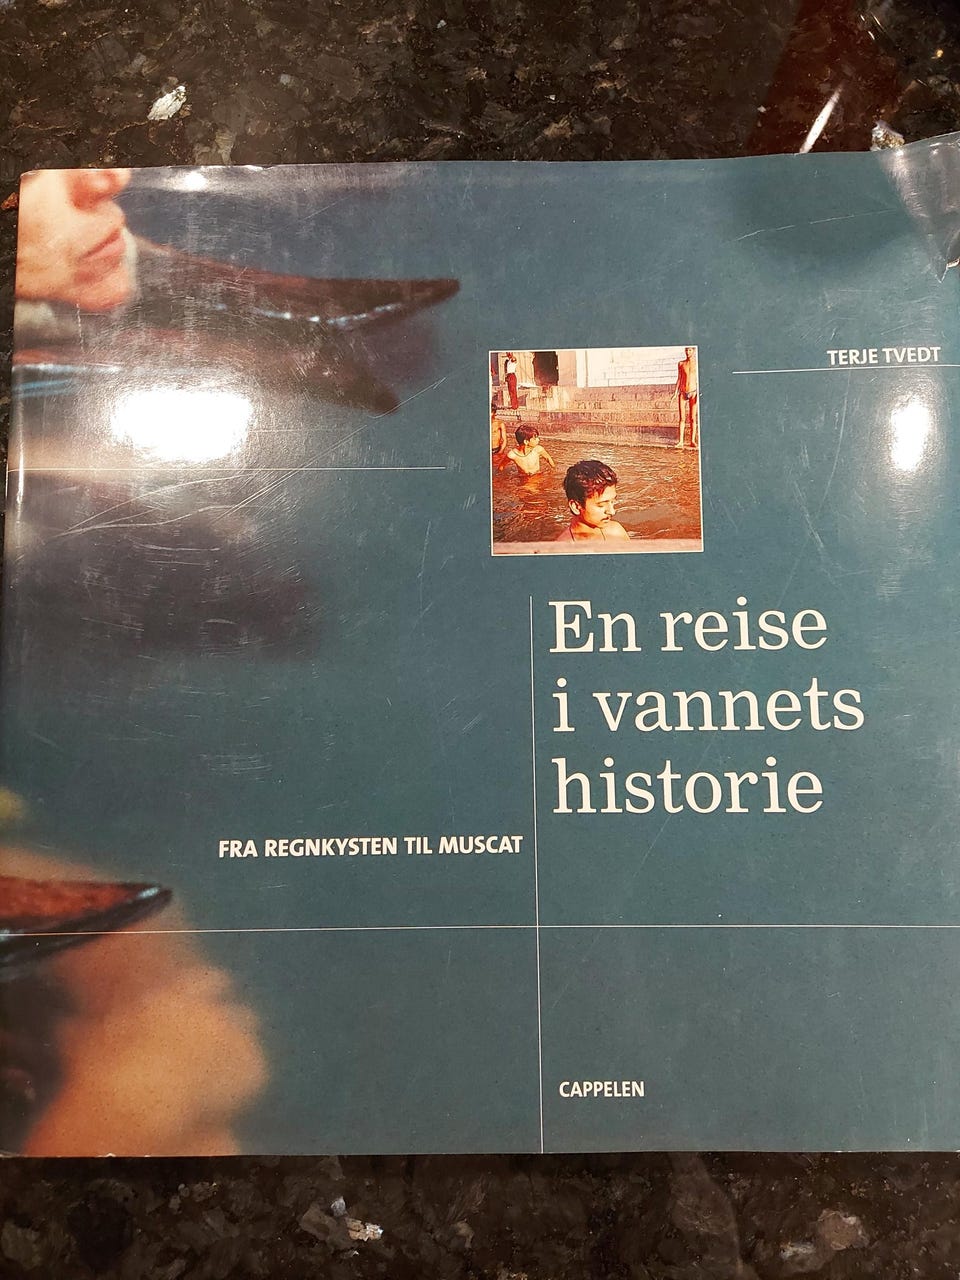 TERJE TVEDT
En reise
i vannets
historie
FRA REGNKYSTEN TIL MUSCAT
CAPPELEN